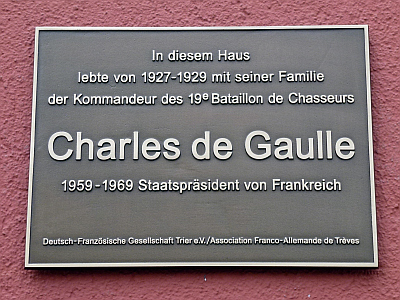 In diesem Haus
lebte von 1927-1929 mit seiner Familie
der Kommandeur des 19e Bataillon de Chasseurs
Charles de Gaulle
1959-1969 Staatspräsident von Frankreich
Deutsch-Französische Gesellschaft Trier e.V./Association Franco-Allemande de Trèves